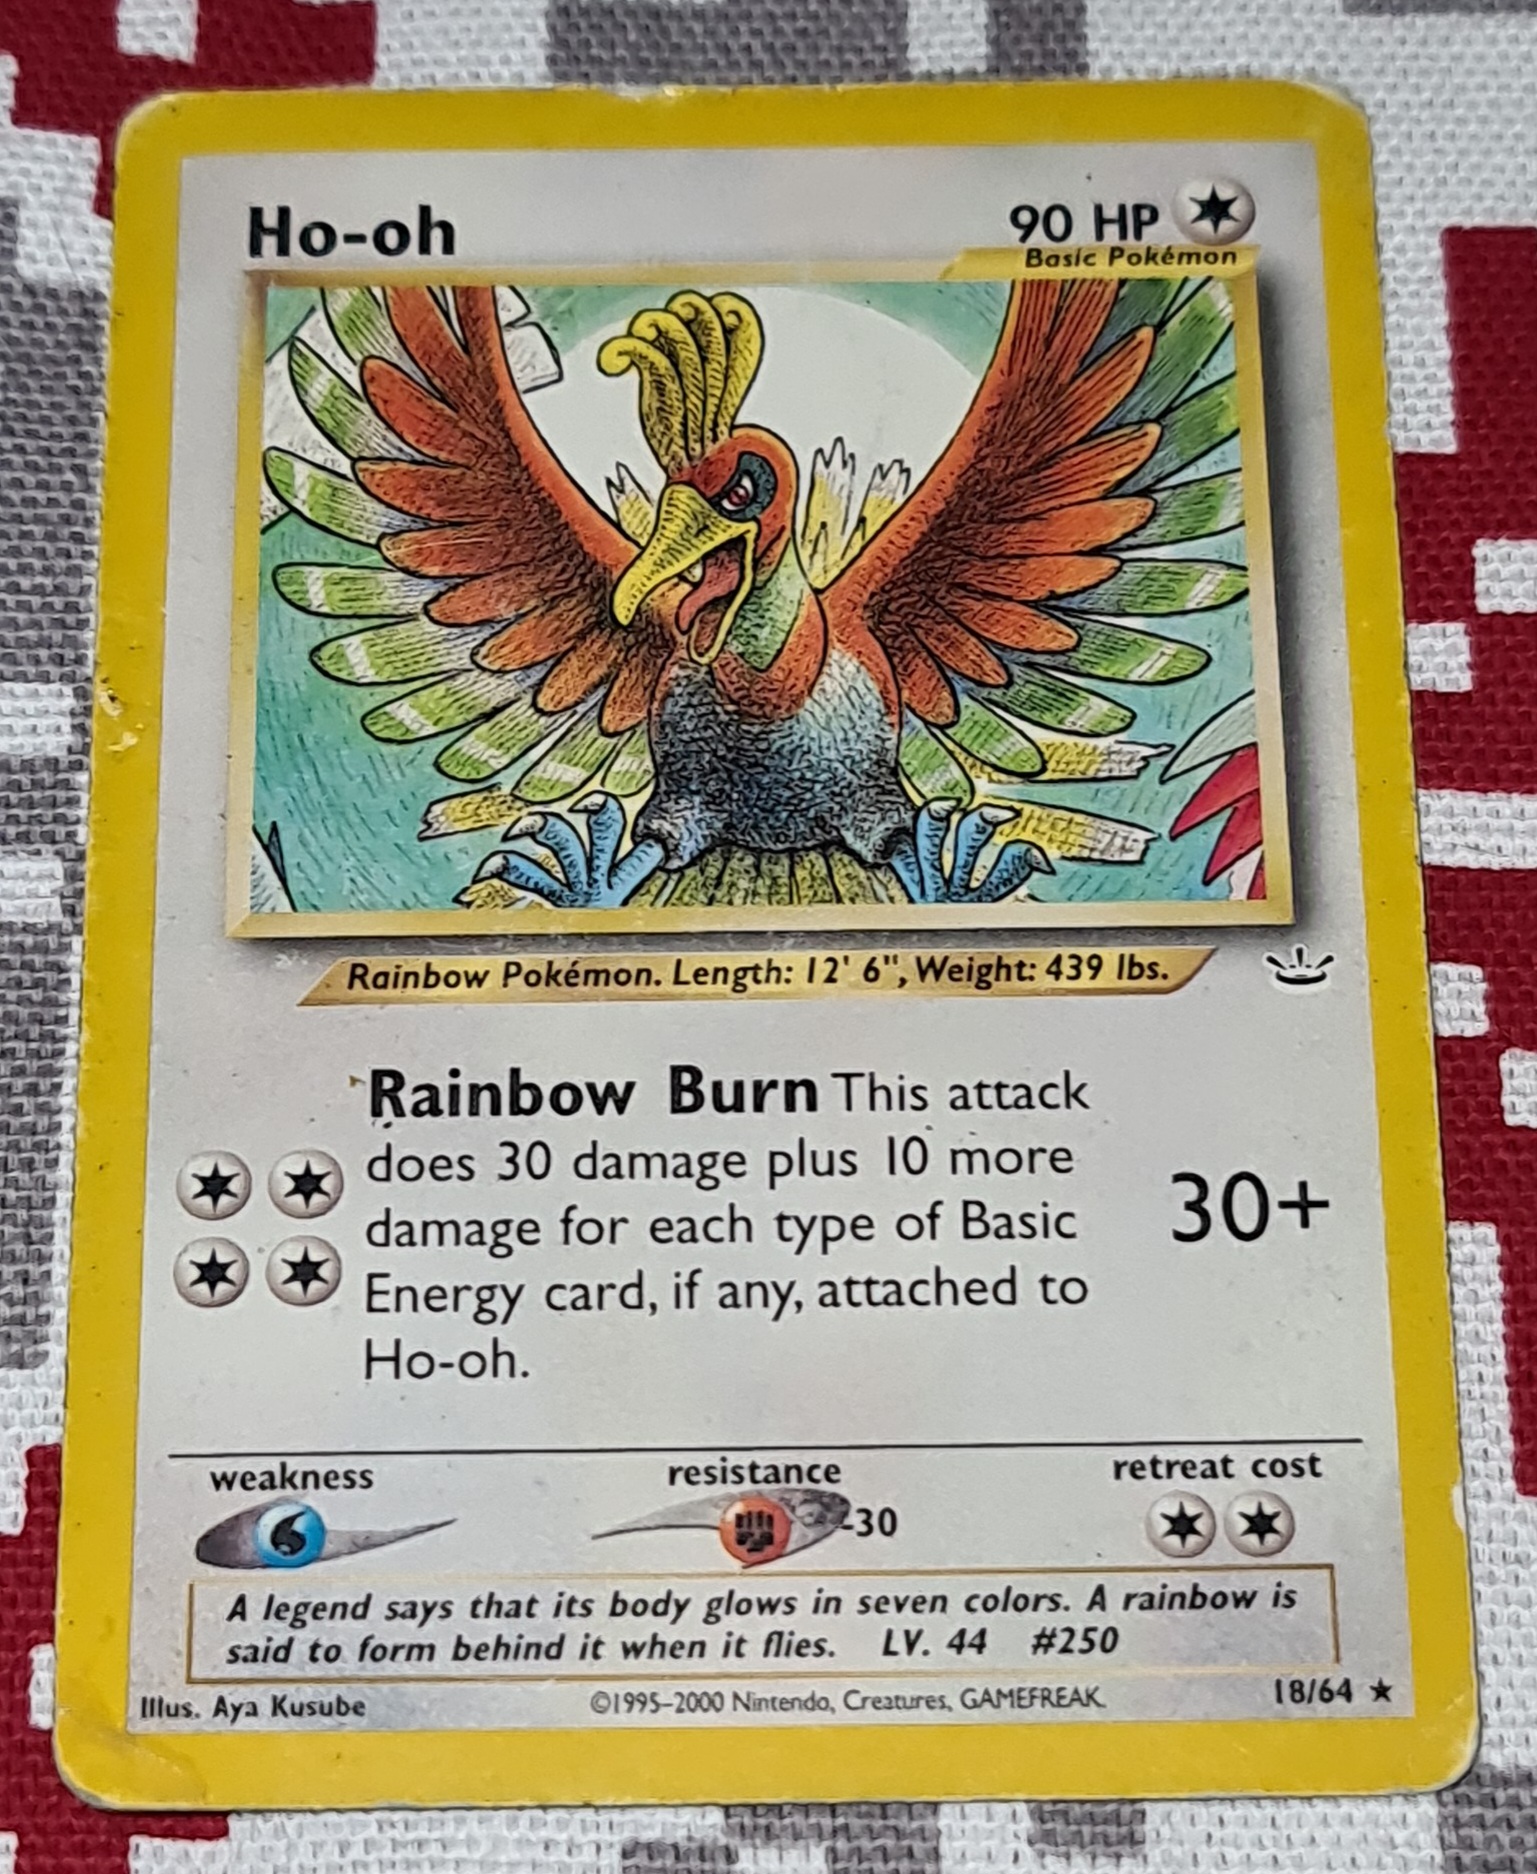 Ho-oh
90 HP
Basic Pokémon
Rainbow Pokémon. Length: 12' 6", Weight: 439 lbs.
Rainbow Burn This attack
does 30 damage plus 10 more
damage for each type of Basic
Energy card, if any, attached to
Ho-oh.
30+
weakness
resistance
retreat cost
-30
A legend says that its body glows in seven colors. A rainbow is
said to form behind it when it flies. LV. 44 #250
Illus. Aya Kusube
©1995-2000 Nintendo, Creatures, GAMEFREAK.
18/64 ★